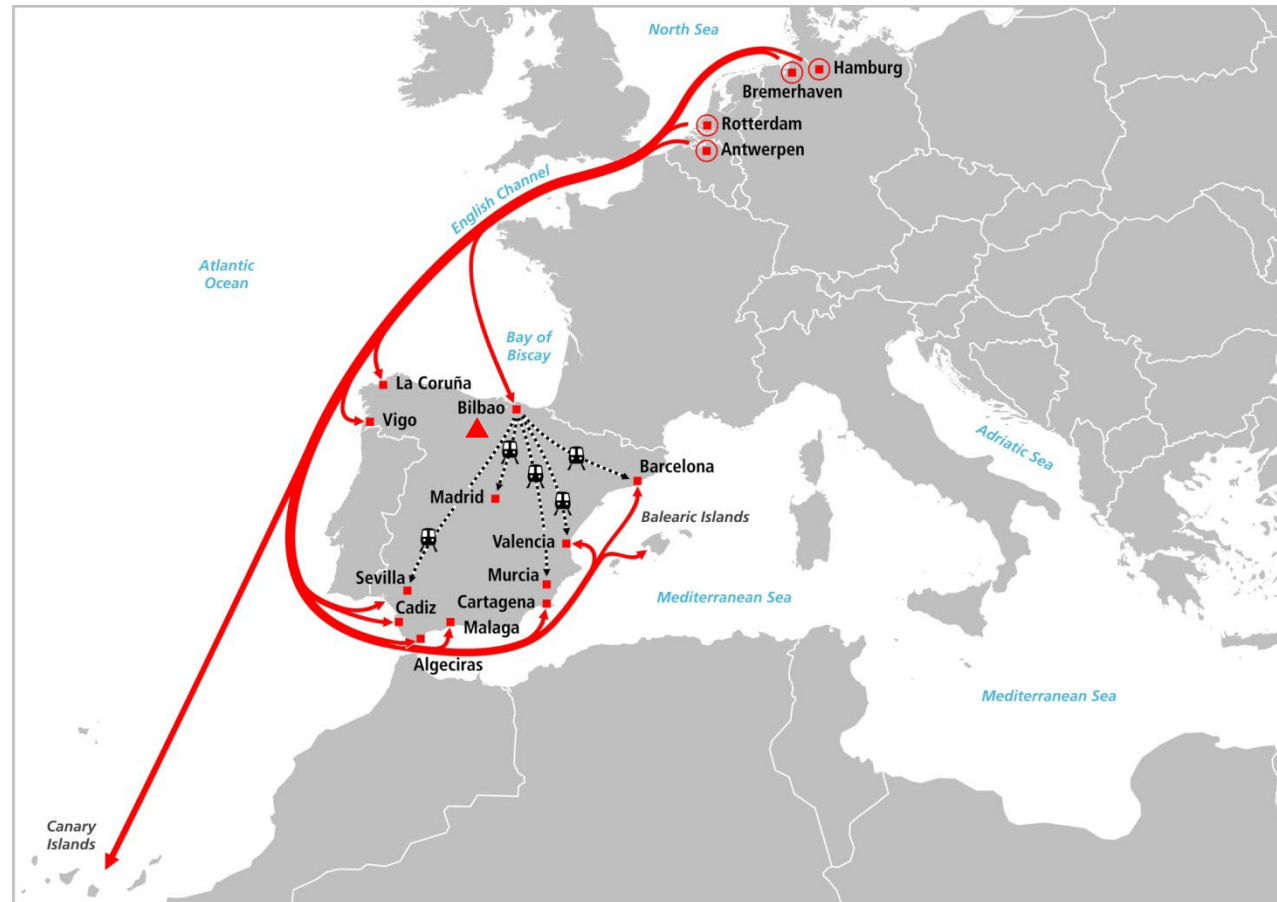 North Sea
Hamburg
Bremerhaven
Rotterdam
Antwerpen
English Channel
Atlantic
Ocean
Bay of
Biscay
La Coruña
Bilbao
Vigo
Adriatic Sea
Barcelona
Madrid
Balearic Islands
Valencia
Sevilla
Murcia
Cartagena
Mediterranean Sea
Cadiz
Malaga
Algeciras
Mediterranean Sea
Canary
Islands